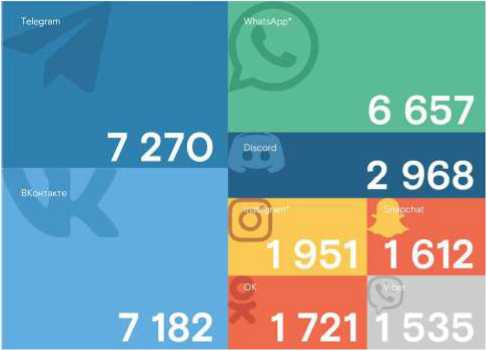 Telegram
7 270
WhatsApp*
6 657
ВКонтакте
7 182
Discord
2 968
Instagram*
1 951
Snapchat
1 612
OK
1 721
Viber
1 535